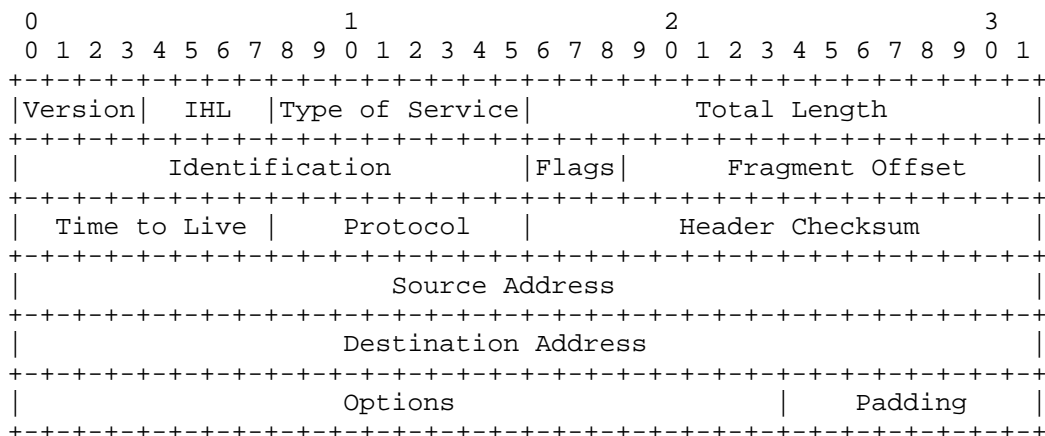 0                   1                   2                   3
0 1 2 3 4 5 6 7 8 9 0 1 2 3 4 5 6 7 8 9 0 1 2 3 4 5 6 7 8 9 0 1
+-+-+-+-+-+-+-+-+-+-+-+-+-+-+-+-+-+-+-+-+-+-+-+-+-+-+-+-+-+-+-+-+
|Version|  IHL  |Type of Service|          Total Length         |
+-+-+-+-+-+-+-+-+-+-+-+-+-+-+-+-+-+-+-+-+-+-+-+-+-+-+-+-+-+-+-+-+
|         Identification        |Flags|      Fragment Offset    |
+-+-+-+-+-+-+-+-+-+-+-+-+-+-+-+-+-+-+-+-+-+-+-+-+-+-+-+-+-+-+-+-+
|  Time to Live |    Protocol   |         Header Checksum       |
+-+-+-+-+-+-+-+-+-+-+-+-+-+-+-+-+-+-+-+-+-+-+-+-+-+-+-+-+-+-+-+-+
|                       Source Address                          |
+-+-+-+-+-+-+-+-+-+-+-+-+-+-+-+-+-+-+-+-+-+-+-+-+-+-+-+-+-+-+-+-+
|                    Destination Address                        |
+-+-+-+-+-+-+-+-+-+-+-+-+-+-+-+-+-+-+-+-+-+-+-+-+-+-+-+-+-+-+-+-+
|                    Options                    |    Padding    |
+-+-+-+-+-+-+-+-+-+-+-+-+-+-+-+-+-+-+-+-+-+-+-+-+-+-+-+-+-+-+-+-+